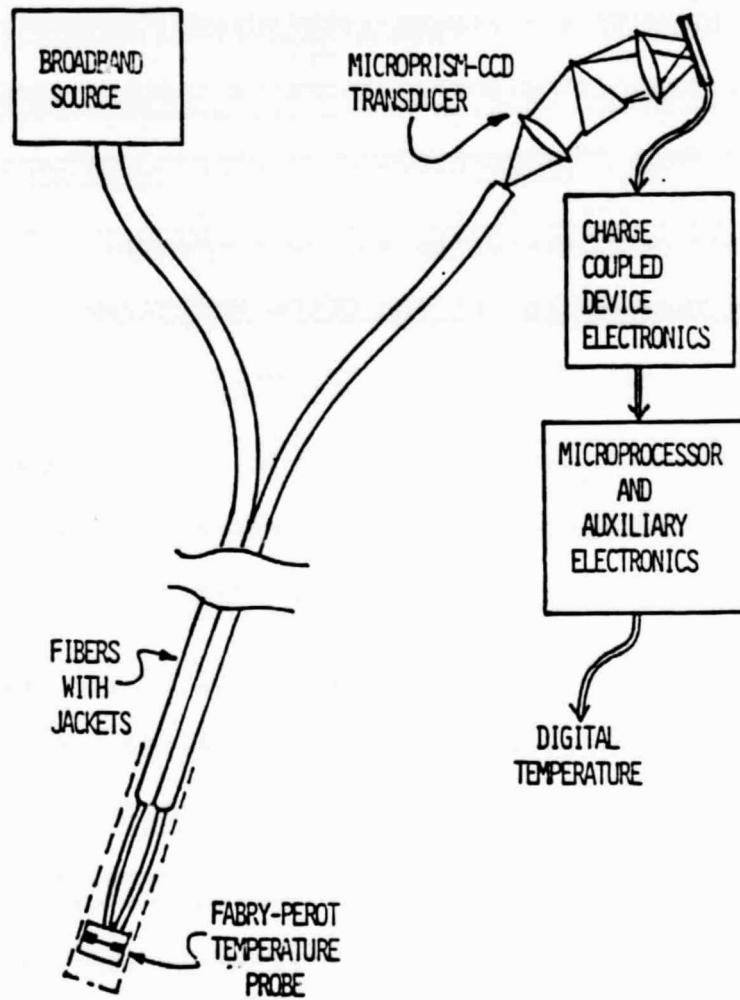 BROADBAND
SOURCE
MICROPRISM-CCD
TRANSDUCER
CHARGE
COUPLED
DEVICE
ELECTRONICS
MICROPROCESSOR
AND
AUXILIARY
ELECTRONICS
FIBERS
WITH
JACKETS
DIGITAL
TEMPERATURE
FABRY-PEROT
TEMPERATURE
PROBE